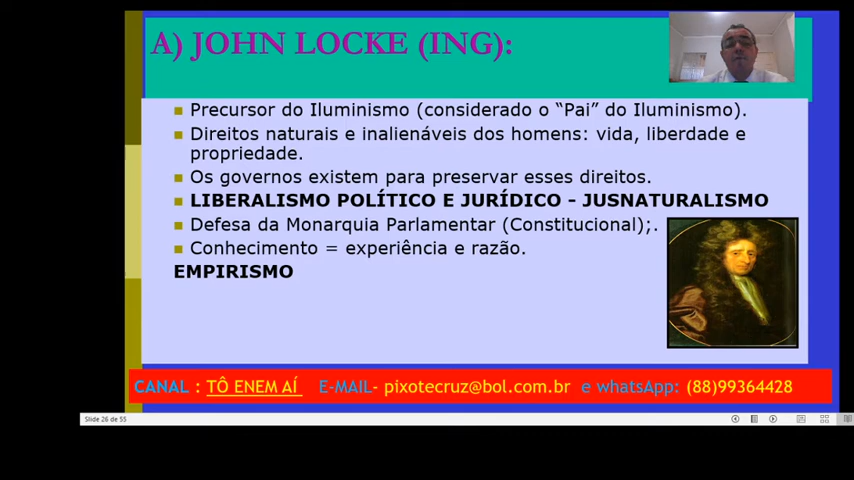 A) JOHN LOCKE (ING):
Precursor do Iluminismo (considerado o “Pai” do Iluminismo).
Direitos naturais e inalienáveis dos homens: vida, liberdade e
propriedade.
Os governos existem para preservar esses direitos.
LIBERALISMO POLÍTICO E JURÍDICO - JUSNATURALISMO
Defesa da Monarquia Parlamentar (Constitucional);.
Conhecimento = experiência e razão.
EMPIRISMO
CANAL : TÔ ENEM AÍ E-MAIL- pixotecruz@bol.com.br e whatsApp: (88)99364428
Slide 26 de 55